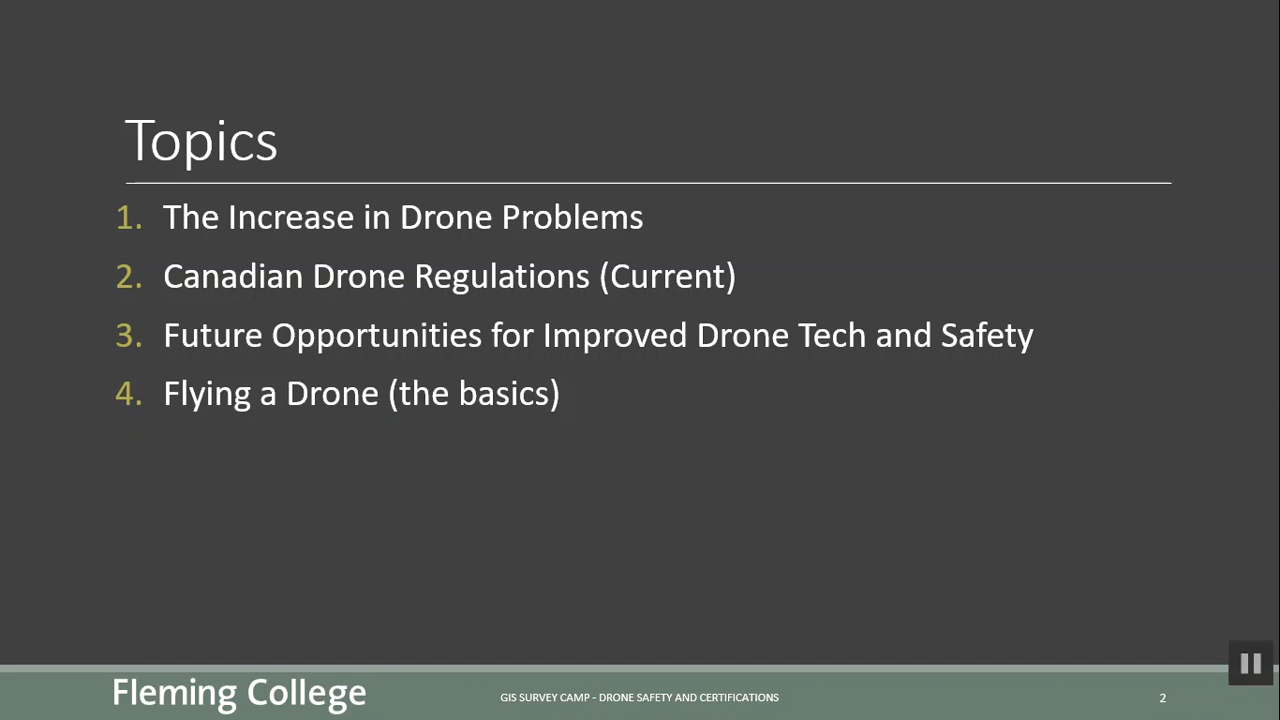 Topics
1. The Increase in Drone Problems
2. Canadian Drone Regulations (Current)
3. Future Opportunities for Improved Drone Tech and Safety
4. Flying a Drone (the basics)
Fleming College
GIS SURVEY CAMP - DRONE SAFETY AND CERTIFICATIONS
2